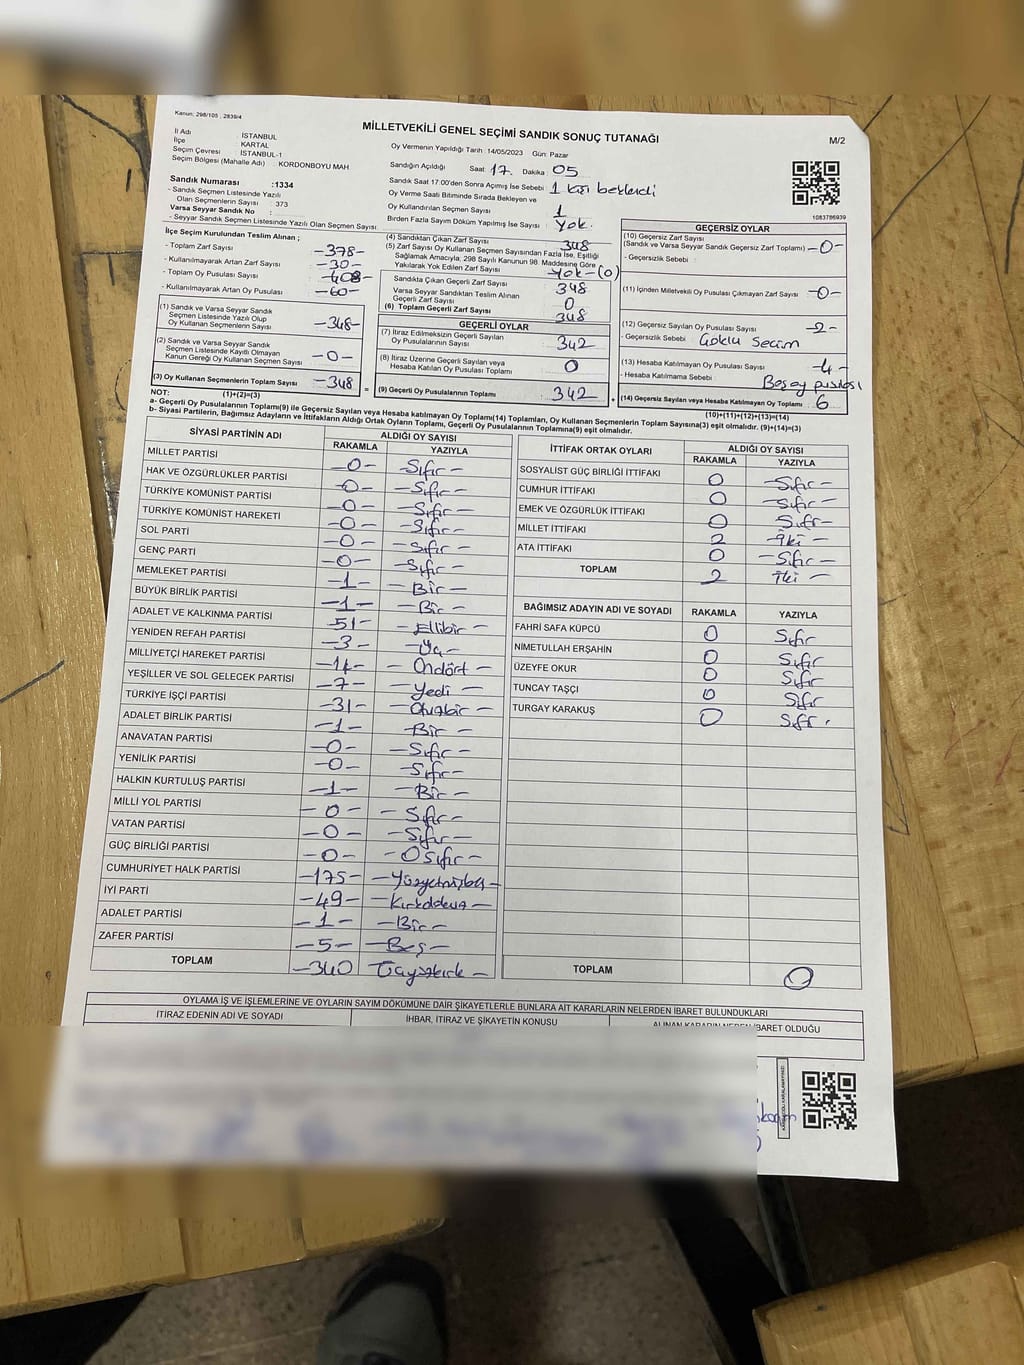 Kanun: 298/105 , 2839/4
MİLLETVEKİLİ GENEL SEÇİMİ SANDIK SONUÇ TUTANAĞI
M/2
İl Adı : İSTANBUL
İlçe : KARTAL
Seçim Çevresi : İSTANBUL-1
Seçim Bölgesi (Mahalle Adı) : KORDONBOYU MAH
Oy Vermenin Yapıldığı Tarih : 14/05/2023 Gün: Pazar
Sandığın Açıldığı Saat: 17. Dakika : 05
Sandık Saat 17:00'den Sonra Açımış İse Sebebi : 1 kişi beklendi
Oy Verme Saati Bitiminde Sırada Bekleyen ve
Oy Kullandırılan Seçmen Sayısı : 1
Birden Fazla Sayım Döküm Yapılmış İse Sayısı : Yok.
1083786939
Sandık Numarası :1334
- Sandık Seçmen Listesinde Yazılı
Olan Seçmenlerin Sayısı : 373
Varsa Seyyar Sandık No :
- Seyyar Sandık Seçmen Listesinde Yazılı Olan Seçmen Sayısı
İlçe Seçim Kurulundan Teslim Alınan ;
- Toplam Zarf Sayısı -378-
- Kullanılmayarak Artan Zarf Sayısı -30-
- Toplam Oy Pusulası Sayısı -408-
- Kullanılmayarak Artan Oy Pusulası -60-
(1) Sandık ve Varsa Seyyar Sandık
Seçmen Listesinde Yazılı Olup
Oy Kullanan Seçmenlerin Sayısı -348-
(2) Sandık ve Varsa Seyyar Sandık
Seçmen Listesinde Kayıtlı Olmayan
Kanun Gereği Oy Kullanan Seçmen Sayısı -0-
(3) Oy Kullanan Seçmenlerin Toplam Sayısı -348-
(1)+(2)=(3)
(4) Sandıktan Çıkan Zarf Sayısı 348
(5) Zarf Sayısı Oy Kullanan Seçmen Sayısından Fazla İse, Eşitliği
Sağlamak Amacıyla, 298 Sayılı Kanunun 98. Maddesine Göre
Yakılarak Yok Edilen Zarf Sayısı Yok-(0)
Sandıkta Çıkan Geçerli Zarf Sayısı 348
Varsa Seyyar Sandıktan Teslim Alınan
Geçerli Zarf Sayısı 0
(6) Toplam Geçerli Zarf Sayısı 348
GEÇERLİ OYLAR
(7) İtiraz Edilmeksizin Geçerli Sayılan
Oy Pusulalarının Sayısı 342
(8) İtiraz Üzerine Geçerli Sayılan veya
Hesaba Katılan Oy Pusulası Toplamı 0
= (9) Geçerli Oy Pusulalarının Toplamı 342
GEÇERSİZ OYLAR
(10) Geçersiz Zarf Sayısı
(Sandık ve Varsa Seyyar Sandık Geçersiz Zarf Toplamı) -0-
- Geçersizlik Sebebi :
(11) İçinden Milletvekili Oy Pusulası Çıkmayan Zarf Sayısı -0-
(12) Geçersiz Sayılan Oy Pusulası Sayısı -2-
- Geçersizlik Sebebi : Çoklu Seçim
(13) Hesaba Katılmayan Oy Pusulası Sayısı -4-
- Hesaba Katılmama Sebebi : Boş oy pusulası
(14) Geçersiz Sayılan veya Hesaba Katılmayan Oy Toplamı 6
(10)+(11)+(12)+(13)=(14)
NOT:
a- Geçerli Oy Pusulalarının Toplamı(9) ile Geçersiz Sayılan veya Hesaba katılmayan Oy Toplamı(14) Toplamları, Oy Kullanan Seçmenlerin Toplam Sayısına(3) eşit olmalıdır. (9)+(14)=(3)
b- Siyasi Partilerin, Bağımsız Adayların ve İttifakların Aldığı Ortak Oyların Toplamı, Geçerli Oy Pusulalarının Toplamına(9) eşit olmalıdır.
SİYASİ PARTİNİN ADI ALDIĞI OY SAYISI
RAKAMLA YAZIYLA
MİLLET PARTİSİ -0- -Sıfır-
HAK VE ÖZGÜRLÜKLER PARTİSİ -0- -Sıfır-
TÜRKİYE KOMÜNİST PARTİSİ -0- -Sıfır-
TÜRKİYE KOMÜNİST HAREKETİ -0- -Sıfır-
SOL PARTİ -0- -Sıfır-
GENÇ PARTİ -0- -Sıfır-
MEMLEKET PARTİSİ -1- -Bir-
BÜYÜK BİRLİK PARTİSİ -1- -Bir-
ADALET VE KALKINMA PARTİSİ -51- -Ellibir-
YENİDEN REFAH PARTİSİ -3- -Üç-
MİLLİYETÇİ HAREKET PARTİSİ -14- -Ondört-
YEŞİLLER VE SOL GELECEK PARTİSİ -7- -Yedi-
TÜRKİYE İŞÇİ PARTİSİ -31- -Otuzbir-
ADALET BİRLİK PARTİSİ -1- -Bir-
ANAVATAN PARTİSİ -0- -Sıfır-
YENİLİK PARTİSİ -0- -Sıfır-
HALKIN KURTULUŞ PARTİSİ -1- -Bir-
MİLLİ YOL PARTİSİ -0- -Sıfır-
VATAN PARTİSİ -0- -Sıfır-
GÜÇ BİRLİĞİ PARTİSİ -0- -0 Sıfır-
CUMHURİYET HALK PARTİSİ -175- -Yüzyetmişbeş-
İYİ PARTİ -49- -Kırkdokuz-
ADALET PARTİSİ -1- -Bir-
ZAFER PARTİSİ -5- -Beş-
TOPLAM -340 Üçyüzkırk-
İTTİFAK ORTAK OYLARI ALDIĞI OY SAYISI
RAKAMLA YAZIYLA
SOSYALİST GÜÇ BİRLİĞİ İTTİFAKI 0 -Sıfır-
CUMHUR İTTİFAKI 0 -Sıfır-
EMEK VE ÖZGÜRLÜK İTTİFAKI 0 -Sıfır-
MİLLET İTTİFAKI 2 -İki-
ATA İTTİFAKI 0 -Sıfır-
TOPLAM 2 İki-
BAĞIMSIZ ADAYIN ADI VE SOYADI RAKAMLA YAZIYLA
FAHRİ SAFA KÜPCÜ 0 Sıfır
NİMETULLAH ERŞAHİN 0 Sıfır
ÜZEYFE OKUR 0 Sıfır
TUNCAY TAŞÇI 0 Sıfır
TURGAY KARAKUŞ 0 Sıfır.
TOPLAM 0
OYLAMA İŞ VE İŞLEMLERİNE VE OYLARIN SAYIM DÖKÜMÜNE DAİR ŞİKAYETLERLE BUNLARA AİT KARARLARIN NELERDEN İBARET BULUNDUKLARI
İTİRAZ EDENİN ADI VE SOYADI İHBAR, İTİRAZ VE ŞİKAYETİN KONUSU ALINAN KARARIN NEDEN İBARET OLDUĞU